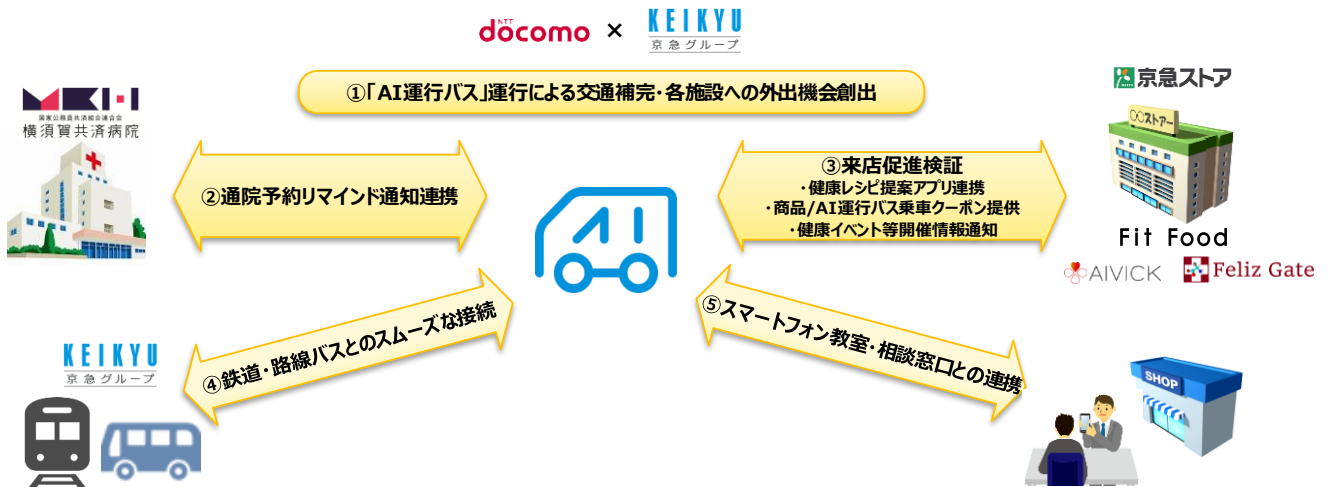 NTT
döcomo × KEIKYU
京急グループ
①「AI運行バス」運行による交通補完・各施設への外出機会創出
MKH
国家公務員共済組合連合会
横須賀共済病院
②通院予約リマインド通知連携
AI
③来店促進検証
・健康レシピ提案アプリ連携
・商品/AI運行バス乗車クーポン提供
・健康イベント等開催情報通知
京急ストア
〇〇ストアー
Fit Food
AIVICK
Feliz Gate
④鉄道・路線バスとのスムーズな接続
KEIKYU
京急グループ
⑤スマートフォン教室・相談窓口との連携
SHOP